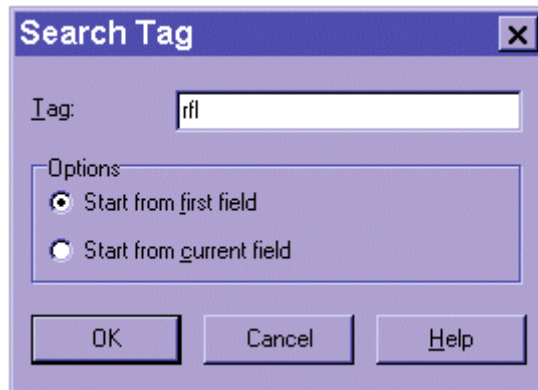 Search Tag
Tag: rfl
Options
Start from first field
Start from current field
OK Cancel Help